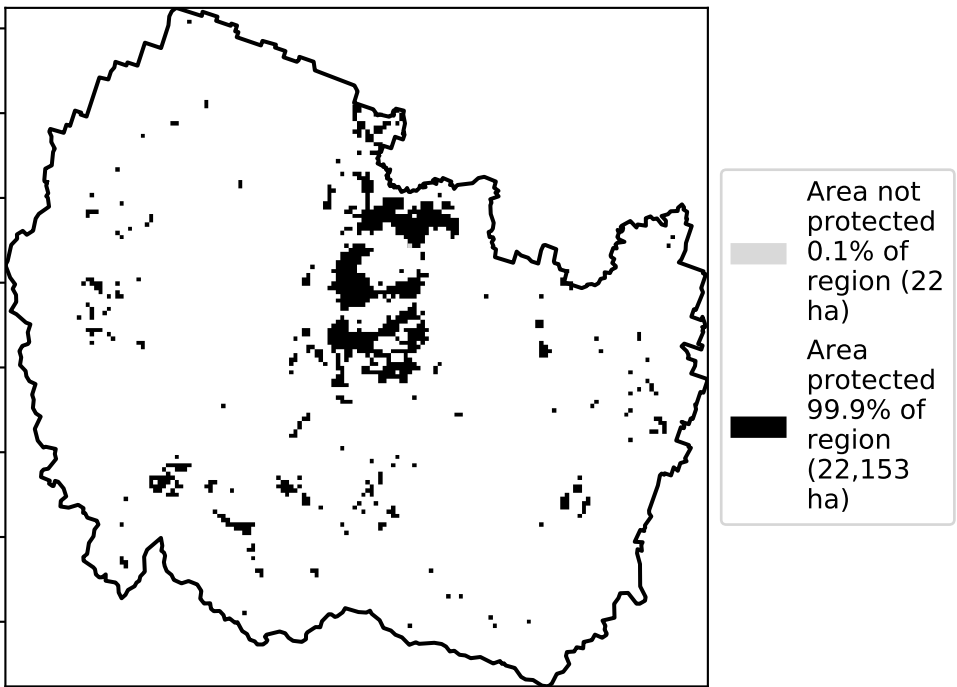 Area not
protected
0.1% of
region (22
ha)
Area
protected
99.9% of
region
(22,153
ha)